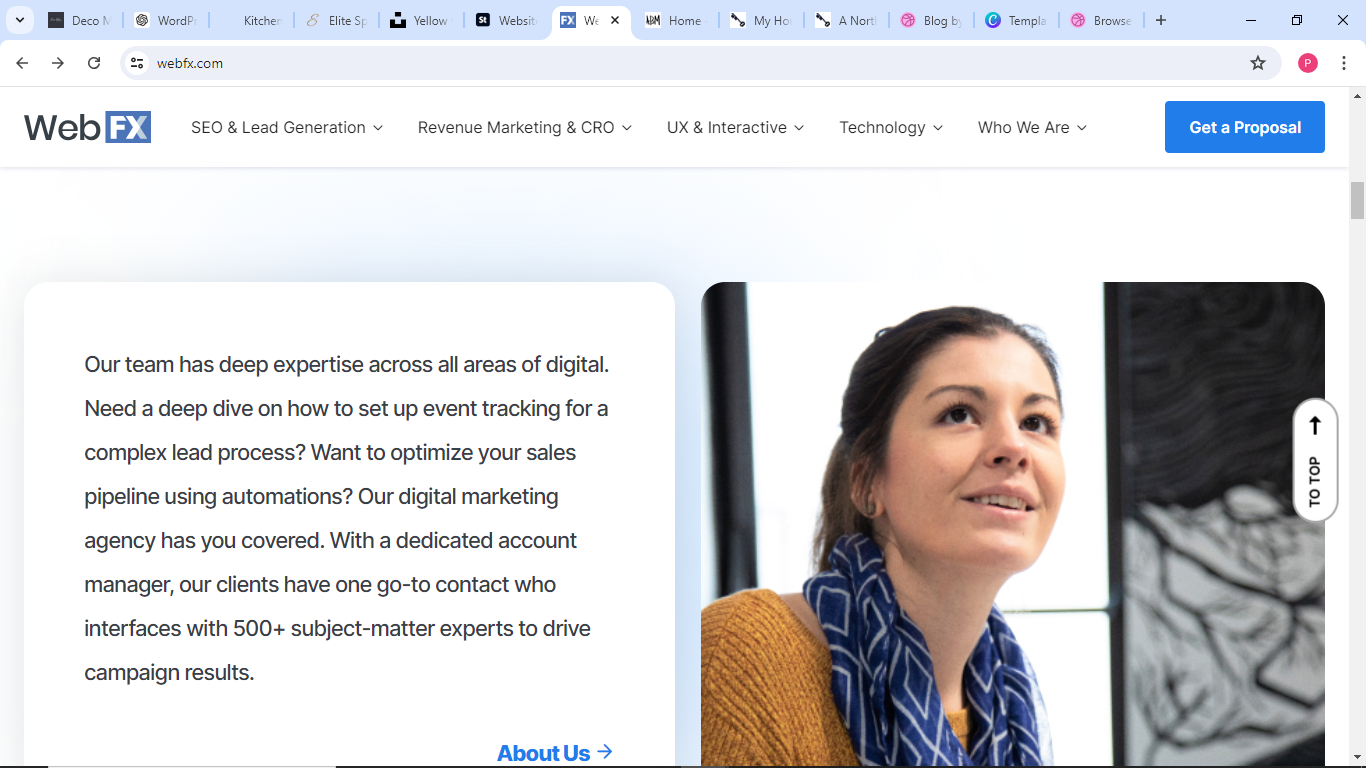 Deco M
WordP
Kitchen
Elite Sp
Yellow
St
Websit
FX
We
ABM
Home
My Ho
A Nort
Blog by
Templa
Browse
webfx.com
P
WebFX
SEO & Lead Generation
Revenue Marketing & CRO
UX & Interactive
Technology
Who We Are
Get a Proposal
Our team has deep expertise across all areas of digital.
Need a deep dive on how to set up event tracking for a
complex lead process? Want to optimize your sales
pipeline using automations? Our digital marketing
agency has you covered. With a dedicated account
manager, our clients have one go-to contact who
interfaces with 500+ subject-matter experts to drive
campaign results.
About Us
TO TOP